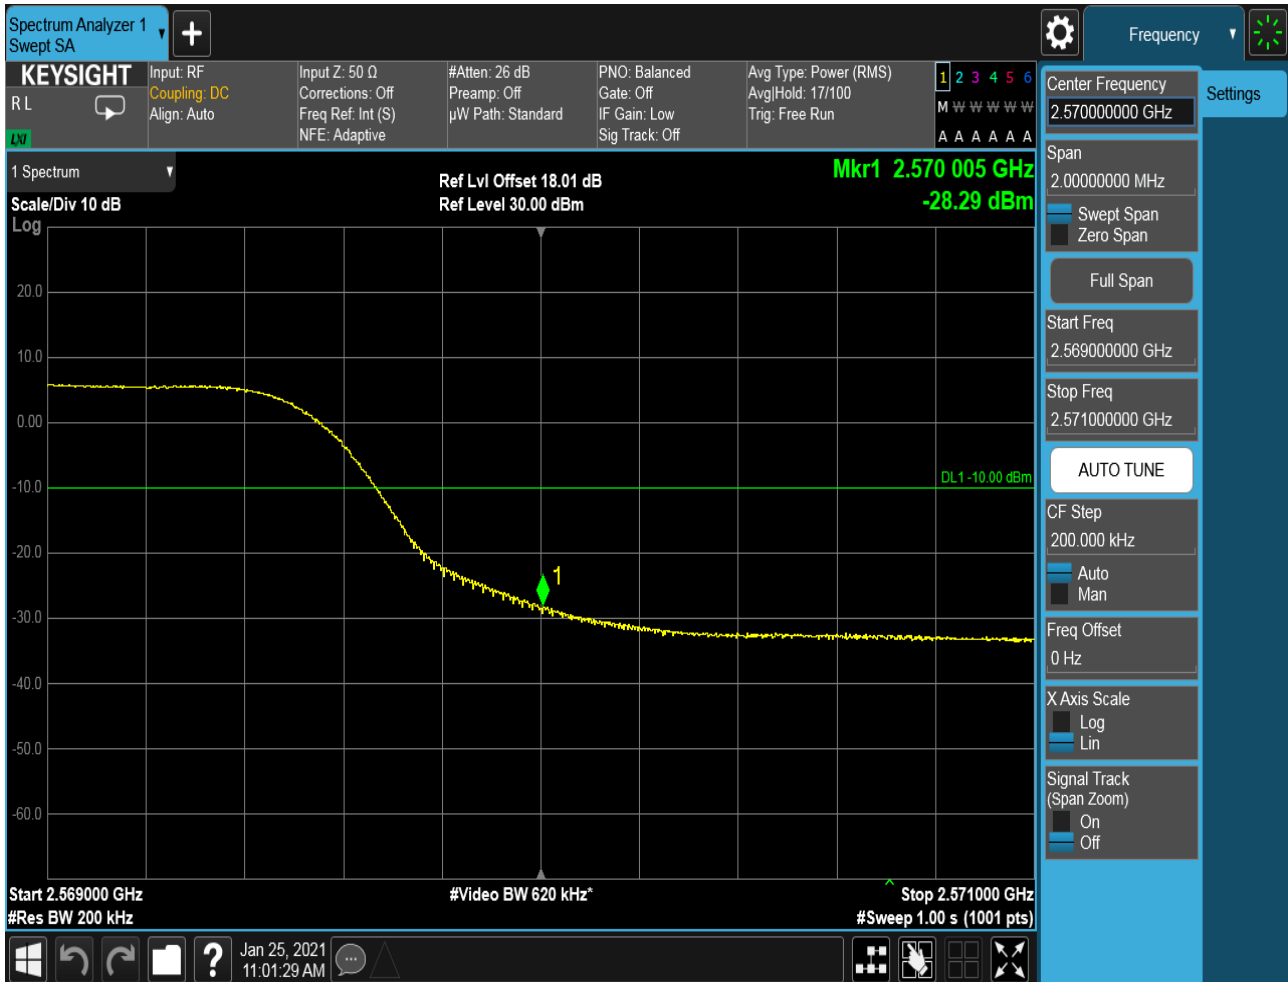 Spectrum Analyzer 1
Swept SA
Frequency
KEYSIGHT
R L
LXI
Input: RF
Coupling: DC
Align: Auto
Input Z: 50 Ω
Corrections: Off
Freq Ref: Int (S)
NFE: Adaptive
#Atten: 26 dB
Preamp: Off
µW Path: Standard
PNO: Balanced
Gate: Off
IF Gain: Low
Sig Track: Off
Avg Type: Power (RMS)
Avg|Hold: 17/100
Trig: Free Run
1 2 3 4 5 6
M W W W W W
A A A A A A
1 Spectrum
Scale/Div 10 dB
Log
Ref Lvl Offset 18.01 dB
Ref Level 30.00 dBm
Mkr1 2.570 005 GHz
-28.29 dBm
20.0
10.0
0.00
-10.0
-20.0
-30.0
-40.0
-50.0
-60.0
DL1 -10.00 dBm
1
Start 2.569000 GHz
#Res BW 200 kHz
#Video BW 620 kHz*
Stop 2.571000 GHz
#Sweep 1.00 s (1001 pts)
Jan 25, 2021
11:01:29 AM
?
Center Frequency
2.570000000 GHz
Settings
Span
2.00000000 MHz
Swept Span
Zero Span
Full Span
Start Freq
2.569000000 GHz
Stop Freq
2.571000000 GHz
AUTO TUNE
CF Step
200.000 kHz
Auto
Man
Freq Offset
0 Hz
X Axis Scale
Log
Lin
Signal Track
(Span Zoom)
On
Off